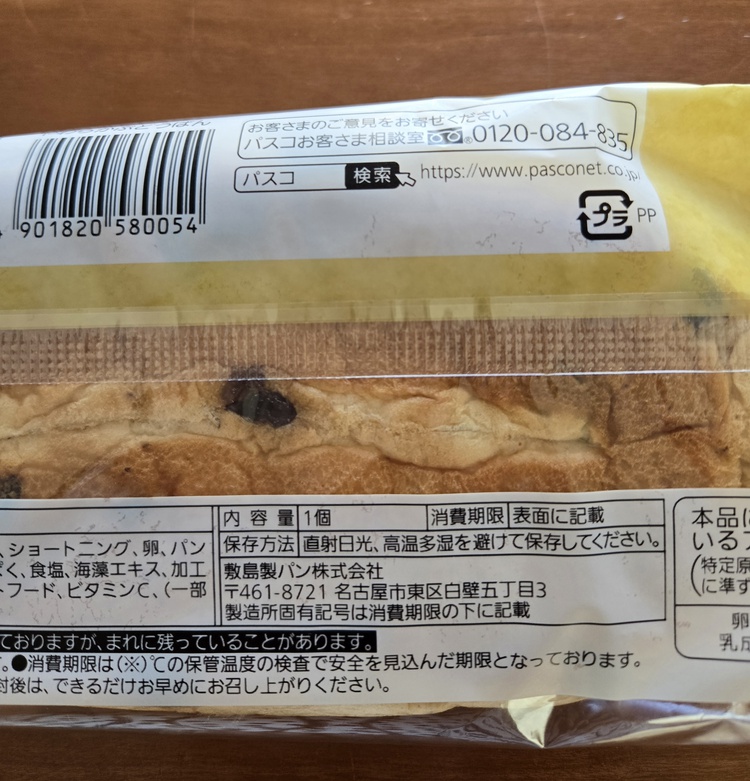 お客さまのご意見をお寄せください
パスコお客さま相談室 0120-084-835
パスコ 検索 https://www.pasconet.co.jp/
901820 580054
プラ PP
内容量 1個 消費期限 表面に記載
保存方法 直射日光、高温多湿を避けて保存してください。
敷島製パン株式会社
〒461-8721 名古屋市東区白壁五丁目3
製造所固有記号は消費期限の下に記載
、ショートニング、卵、パン
く、食塩、海藻エキス、加工
トフード、ビタミンC、(一部
ておりますが、まれに残っていることがあります。
。●消費期限は(※)℃の保管温度の検査で安全を見込んだ期限となっております。
封後は、できるだけお早めにお召し上がりください。
本品に
いるア
(特定原
に準ず
卵
乳成